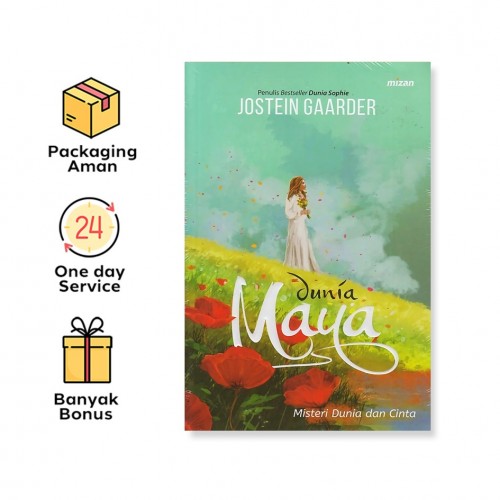 Packaging
Aman
24
One day
Service
Banyak
Bonus
mizan
Penulis Bestseller Dunia Sophie
JOSTEIN GAARDER
dunia
Maya
Misteri Dunia dan Cinta